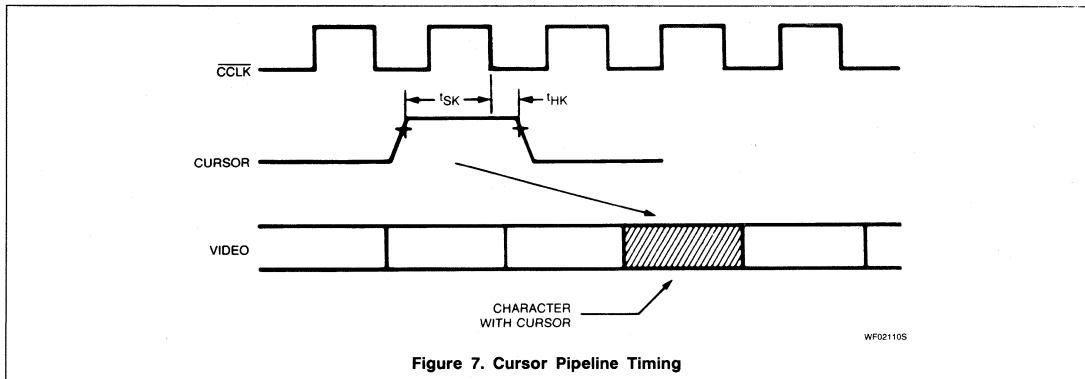 CCLK
tSK
tHK
CURSOR
VIDEO
CHARACTER
WITH CURSOR
WF02110S
Figure 7. Cursor Pipeline Timing